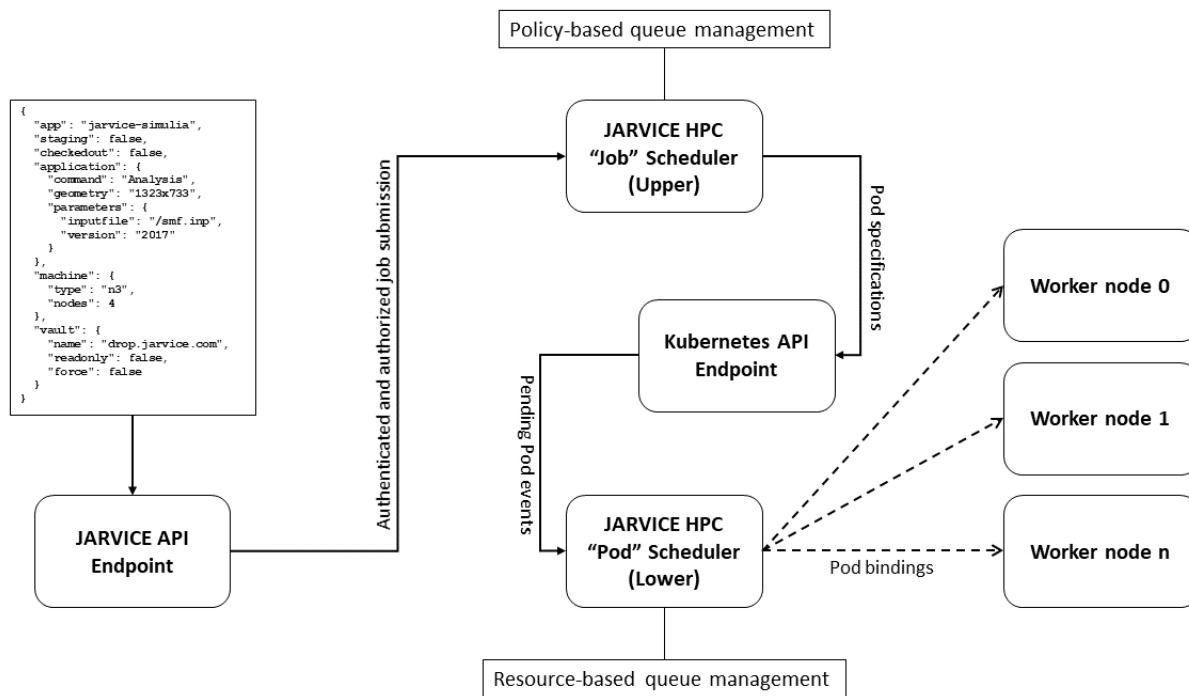 Policy-based queue management
{
  "app": "jarvice-simulia",
  "staging": false,
  "checkedout": false,
  "application": {
    "command": "Analysis",
    "geometry": "1323x733",
    "parameters": {
      "inputfile": "/smf.inp",
      "version": "2017"
    }
  },
  "machine": {
    "type": "n3",
    "nodes": 4
  },
  "vault": {
    "name": "drop.jarvice.com",
    "readonly": false,
    "force": false
  }
}
JARVICE API
Endpoint
Authenticated and authorized job submission
JARVICE HPC
“Job” Scheduler
(Upper)
Pod specifications
Kubernetes API
Endpoint
Pending Pod events
JARVICE HPC
“Pod” Scheduler
(Lower)
Pod bindings
Worker node 0
Worker node 1
Worker node n
Resource-based queue management